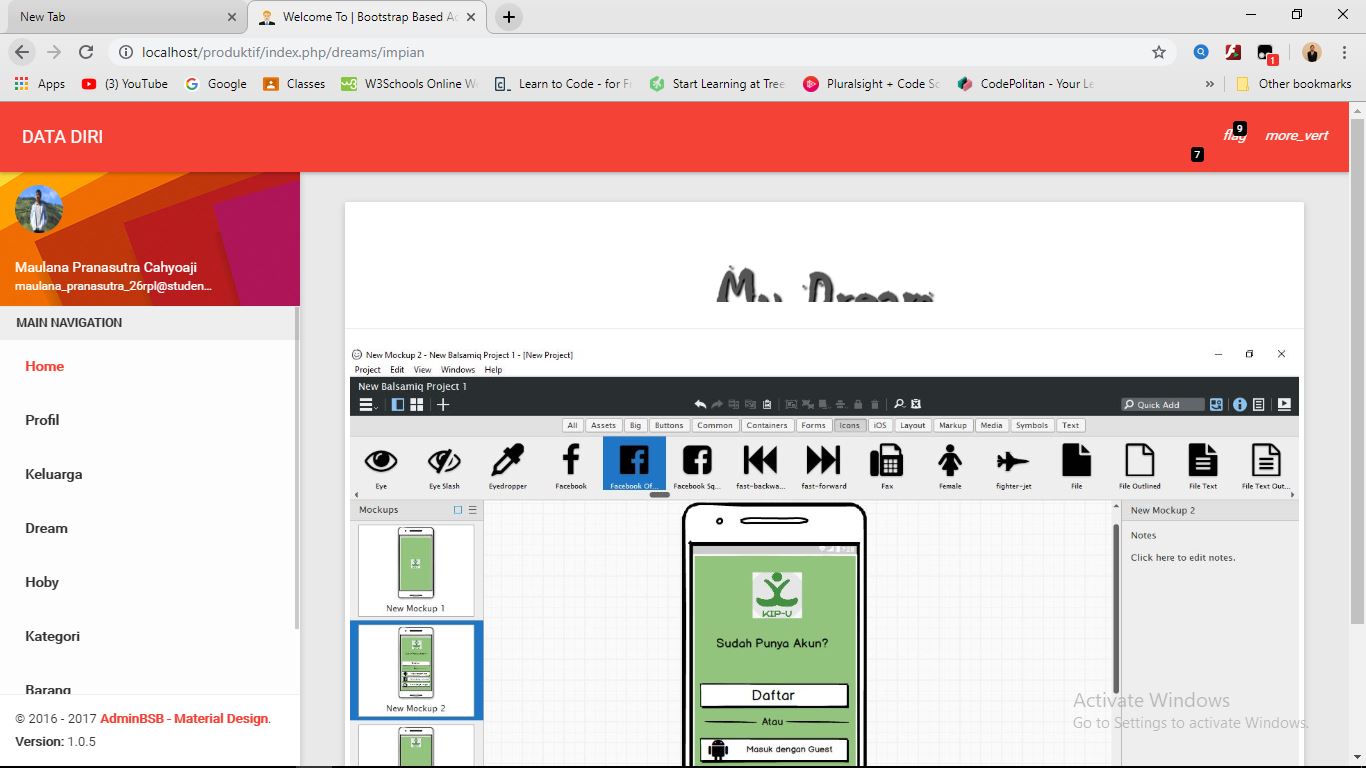 New Tab
Welcome To | Bootstrap Based Ad
localhost/produktif/index.php/dreams/impian
1
Apps
(3) YouTube
Google
Classes
W3Schools Online W
Learn to Code - for F
Start Learning at Tree
Pluralsight + Code Sc
CodePolitan - Your Le
»
Other bookmarks
DATA DIRI
7
flag
9
more_vert
Maulana Pranasutra Cahyoaji
maulana_pranasutra_26rpl@studen...
MAIN NAVIGATION
Home
Profil
Keluarga
Dream
Hoby
Kategori
Barang
© 2016 - 2017 AdminBSB - Material Design.
Version: 1.0.5
My Dream
New Mockup 2 - New Balsamiq Project 1 - [New Project]
Project Edit View Windows Help
New Balsamiq Project 1
Quick Add
All Assets Big Buttons Common Containers Forms Icons iOS Layout Markup Media Symbols Text
Eye Eye Slash Eyedropper Facebook Facebook Of... Facebook Sq... fast-backwa... fast-forward Fax Female fighter-jet File File Outlined File Text File Text Out...
Mockups
New Mockup 1
New Mockup 2
KIP-U
Sudah Punya Akun?
Daftar
Atau
Masuk dengan Guest
New Mockup 2
Notes
Click here to edit notes.
Activate Windows
Go to Settings to activate Windows.